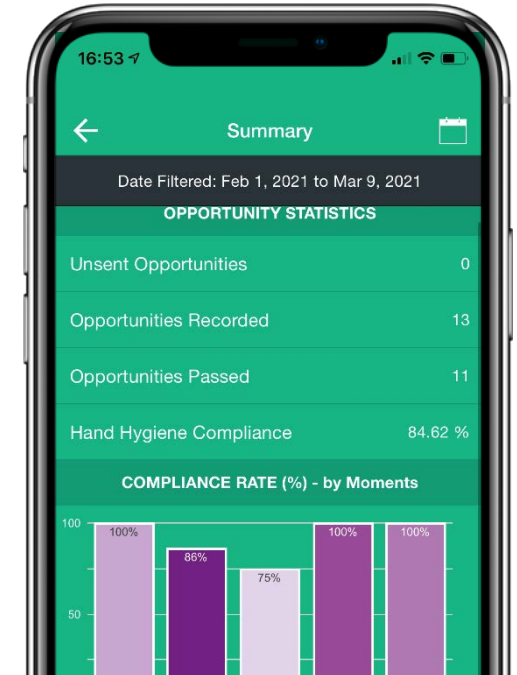 16:53
Summary
Date Filtered: Feb 1, 2021 to Mar 9, 2021
OPPORTUNITY STATISTICS
Unsent Opportunities 0
Opportunities Recorded 13
Opportunities Passed 11
Hand Hygiene Compliance 84.62 %
COMPLIANCE RATE (%) - by Moments
100
100% 86% 75% 100% 100%
50